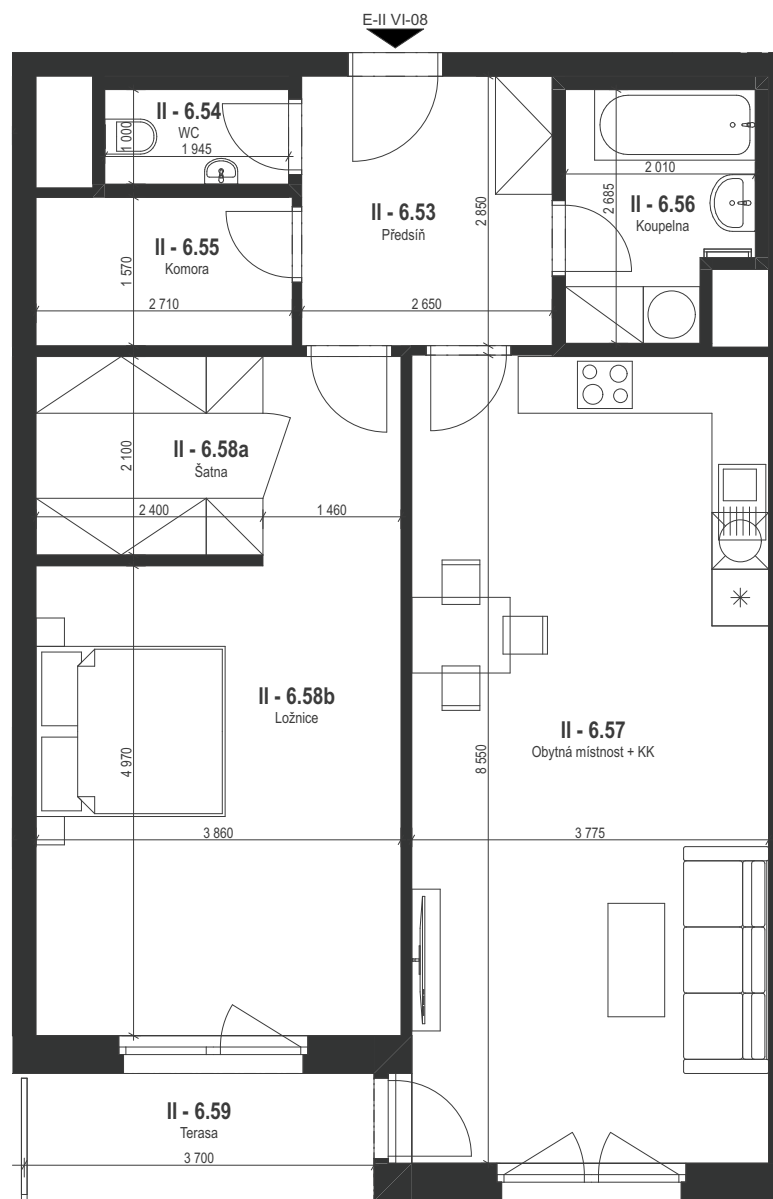 E-II VI-08
II - 6.54
WC
1 000
1 945
II - 6.53
Předsíň
2 850
2 650
2 010
2 685
II - 6.56
Koupelna
II - 6.55
Komora
1 570
2 710
II - 6.58a
Šatna
2 100
2 400
1 460
II - 6.58b
Ložnice
4 970
3 860
II - 6.57
Obytná místnost + KK
8 550
3 775
II - 6.59
Terasa
3 700